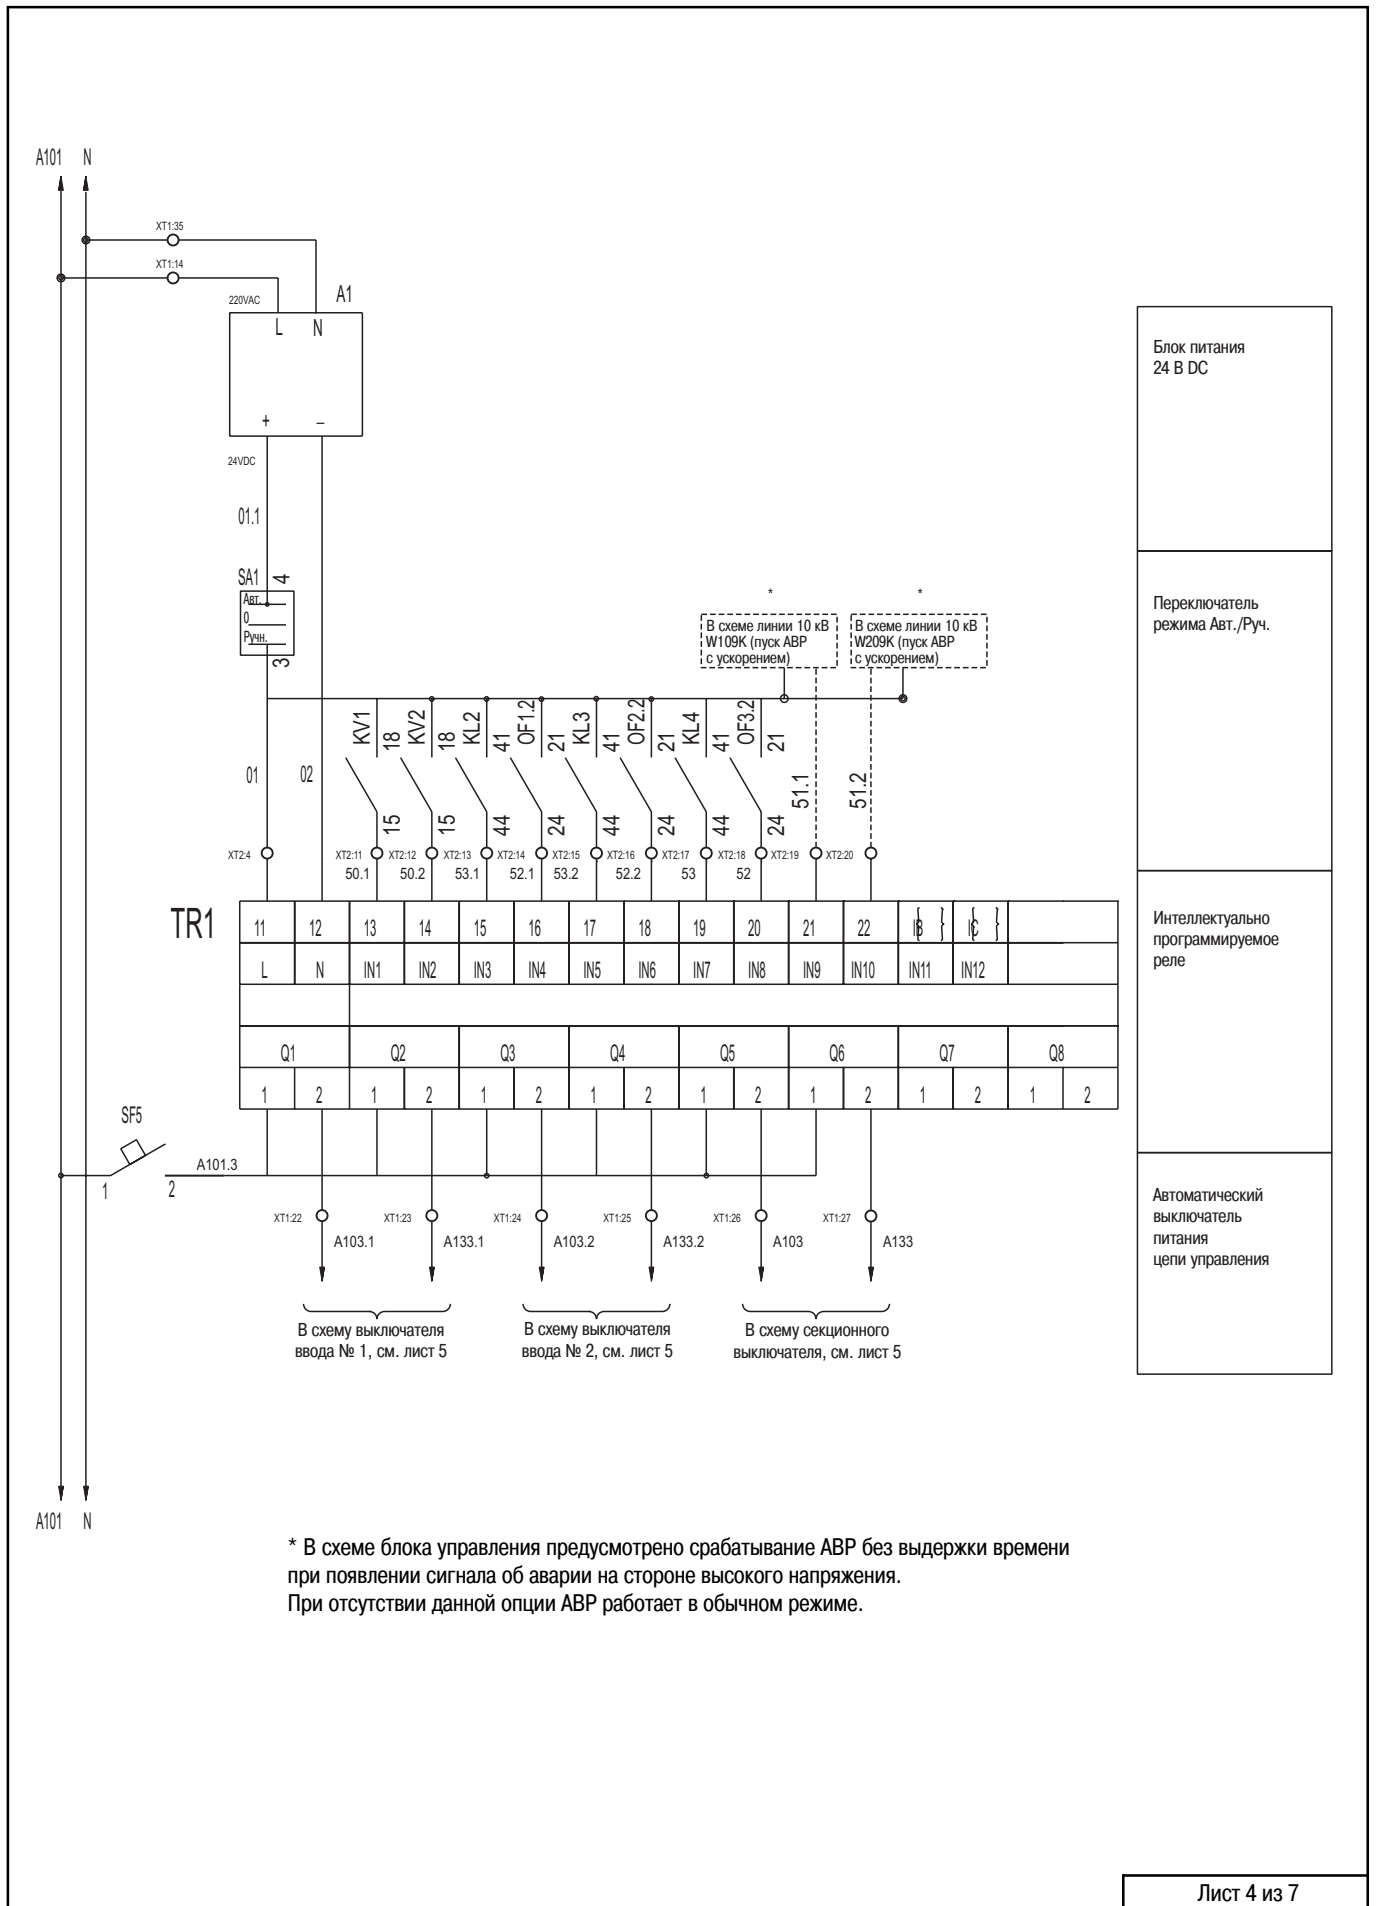 A101 N
XT1:35
XT1:14
220VAC
A1
L N
+ –
24VDC
Блок питания
24 В DC
01.1
SA1
4
Авт.
0
Ручн.
3
*
*
В схеме линии 10 кВ
W109K (пуск АВР
с ускорением)
В схеме линии 10 кВ
W209K (пуск АВР
с ускорением)
Переключатель
режима Авт./Руч.
KV1 18 KV2 18 KL2 41 OF1.2 21 KL3 41 OF2.2 21 KL4 41 OF3.2 21
01 02
51.1 51.2
15 15 44 24 44 24 44 24
XT2:4 XT2:11 XT2:12 XT2:13 XT2:14 XT2:15 XT2:16 XT2:17 XT2:18 XT2:19 XT2:20
50.1 50.2 53.1 52.1 53.2 52.2 53 52
TR1
11 12 13 14 15 16 17 18 19 20 21 22 IB { } IC { }
L N IN1 IN2 IN3 IN4 IN5 IN6 IN7 IN8 IN9 IN10 IN11 IN12
Интеллектуально
программируемое
реле
Q1 Q2 Q3 Q4 Q5 Q6 Q7 Q8
1 2 1 2 1 2 1 2 1 2 1 2 1 2 1 2
SF5
A101.3
1 2
XT1:22 XT1:23 XT1:24 XT1:25 XT1:26 XT1:27
A103.1 A133.1 A103.2 A133.2 A103 A133
Автоматический
выключатель
питания
цепи управления
В схему выключателя
ввода № 1, см. лист 5
В схему выключателя
ввода № 2, см. лист 5
В схему секционного
выключателя, см. лист 5
A101 N
* В схеме блока управления предусмотрено срабатывание АВР без выдержки времени
при появлении сигнала об аварии на стороне высокого напряжения.
При отсутствии данной опции АВР работает в обычном режиме.
Лист 4 из 7